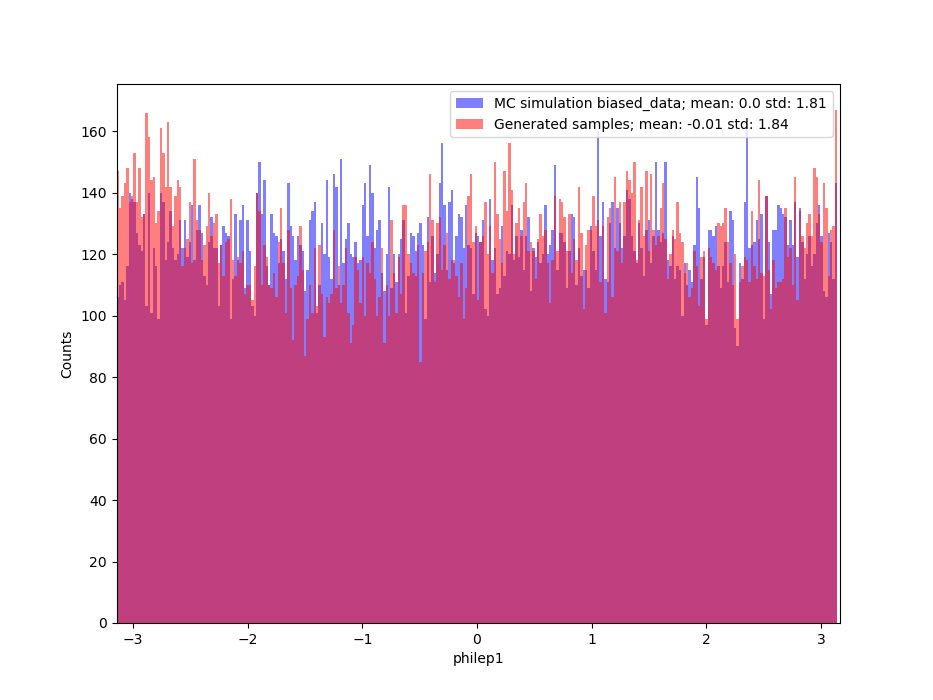 MC simulation biased_data; mean: 0.0 std: 1.81
Generated samples; mean: -0.01 std: 1.84
160
140
120
100
80
60
40
20
0
Counts
−3 −2 −1 0 1 2 3
philep1